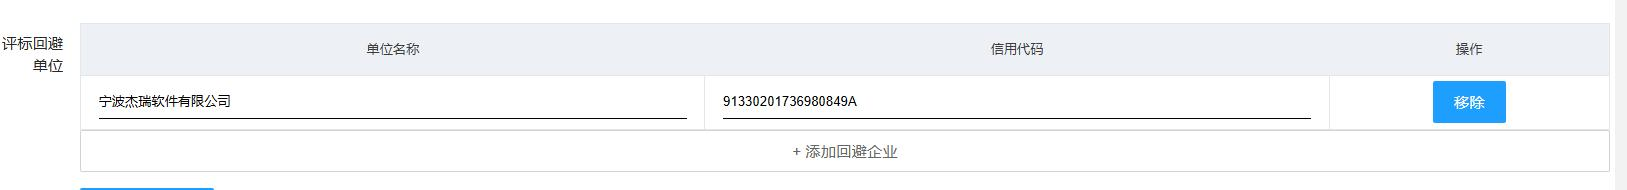 评标回避
单位
单位名称
信用代码
操作
宁波杰瑞软件有限公司
91330201736980849A
移除
+ 添加回避企业